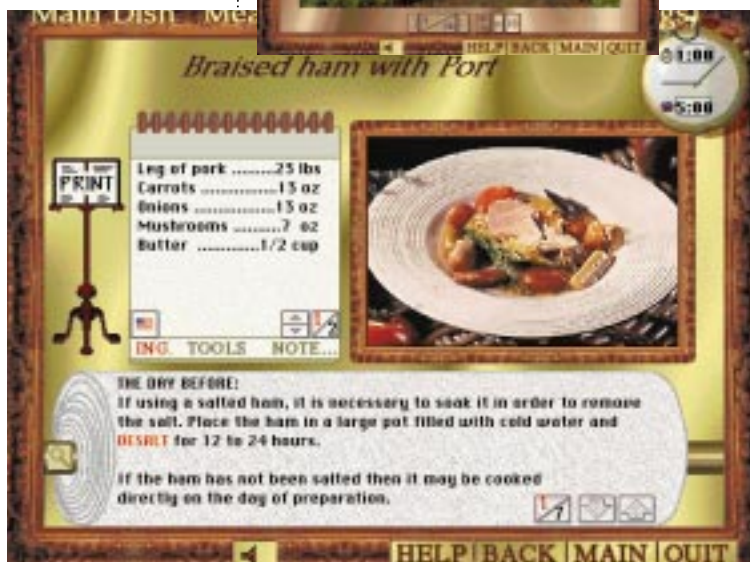 HELP BACK MAIN QUIT
Main Dish
Braised ham with Port
1:00
5:00
PRINT
Leg of pork ........23 lbs
Carrots .............13 oz
Onions ..............13 oz
Mushrooms .........7 oz
Butter ............1/2 cup
ING. TOOLS NOTE...
THE DAY BEFORE:
If using a salted ham, it is necessary to soak it in order to remove
the salt. Place the ham in a large pot filled with cold water and
DESALT for 12 to 24 hours.
If the ham has not been salted then it may be cooked
directly on the day of preparation.
1/7
HELP BACK MAIN QUIT